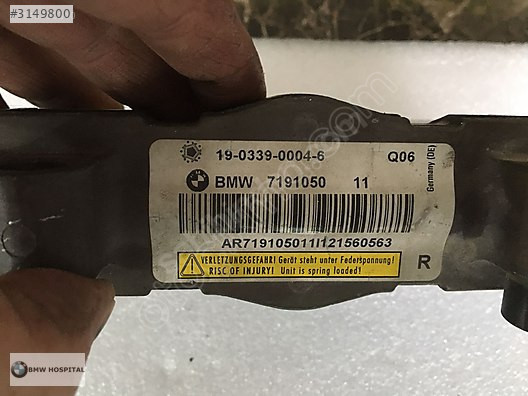 #3149800
19-0339-0004-6 Q06
BMW 7191050 11
Germany (DE)
AR719105011I121560563
VERLETZUNGSGEFAHR! Gerät steht unter Federspannung!
RISC OF INJURY! Unit is spring loaded!
R
BMW HOSPITAL